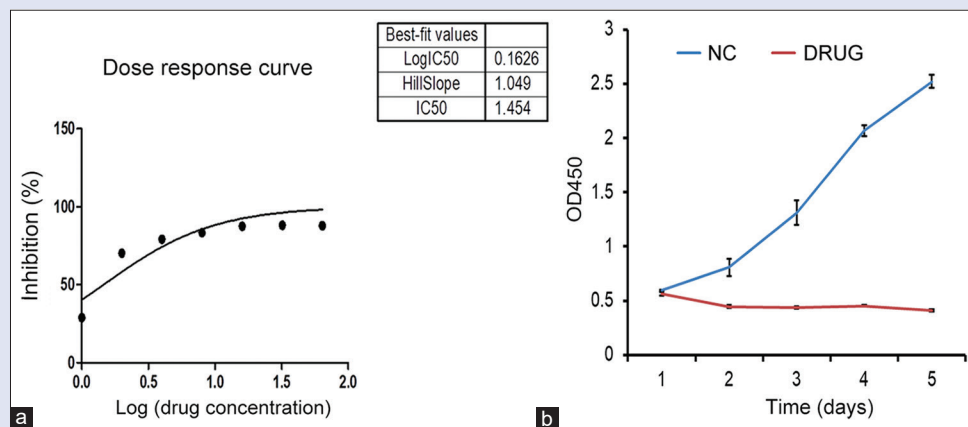 Dose response curve
Best-fit values
LogIC50 0.1626
HillSlope 1.049
IC50 1.454
Inhibition (%)
150
100
50
0
0.0 0.5 1.0 1.5 2.0
Log (drug concentration)
a
NC DRUG
OD450
3
2.5
2
1.5
1
0.5
0
1 2 3 4 5
Time (days)
b